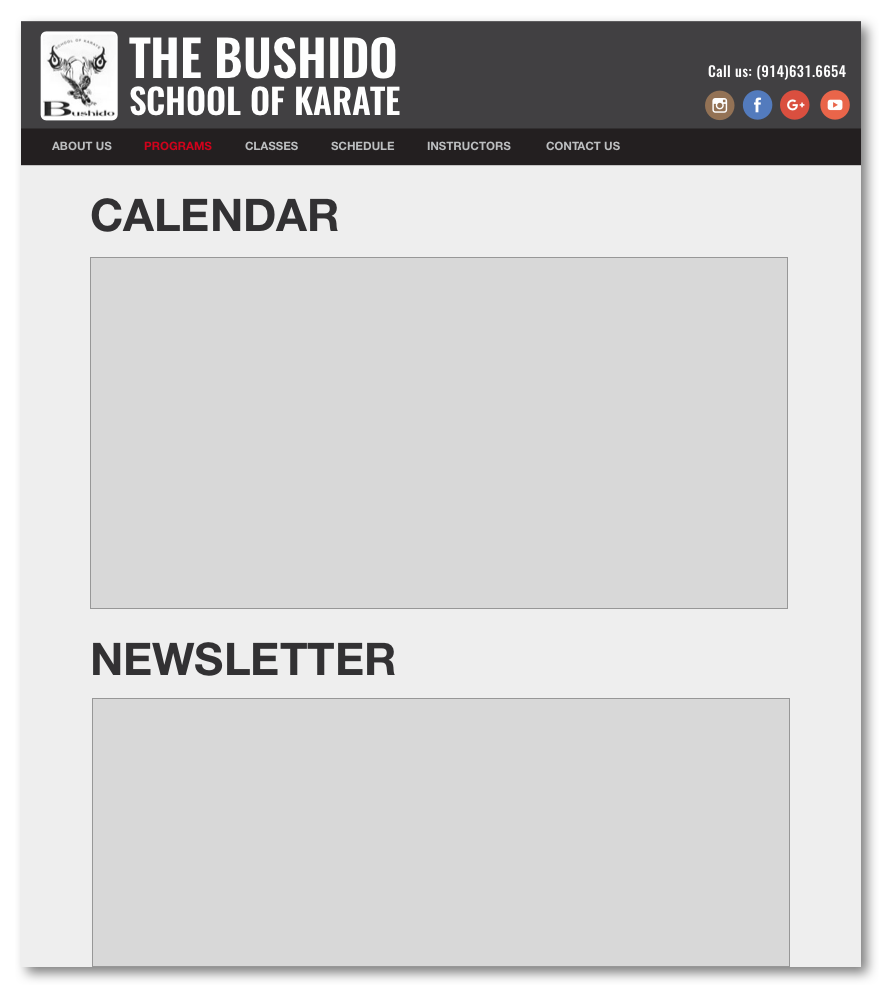 SCHOOL OF KARATE
Bushido
THE BUSHIDO
SCHOOL OF KARATE
Call us: (914)631.6654
ABOUT US PROGRAMS CLASSES SCHEDULE INSTRUCTORS CONTACT US
CALENDAR
NEWSLETTER